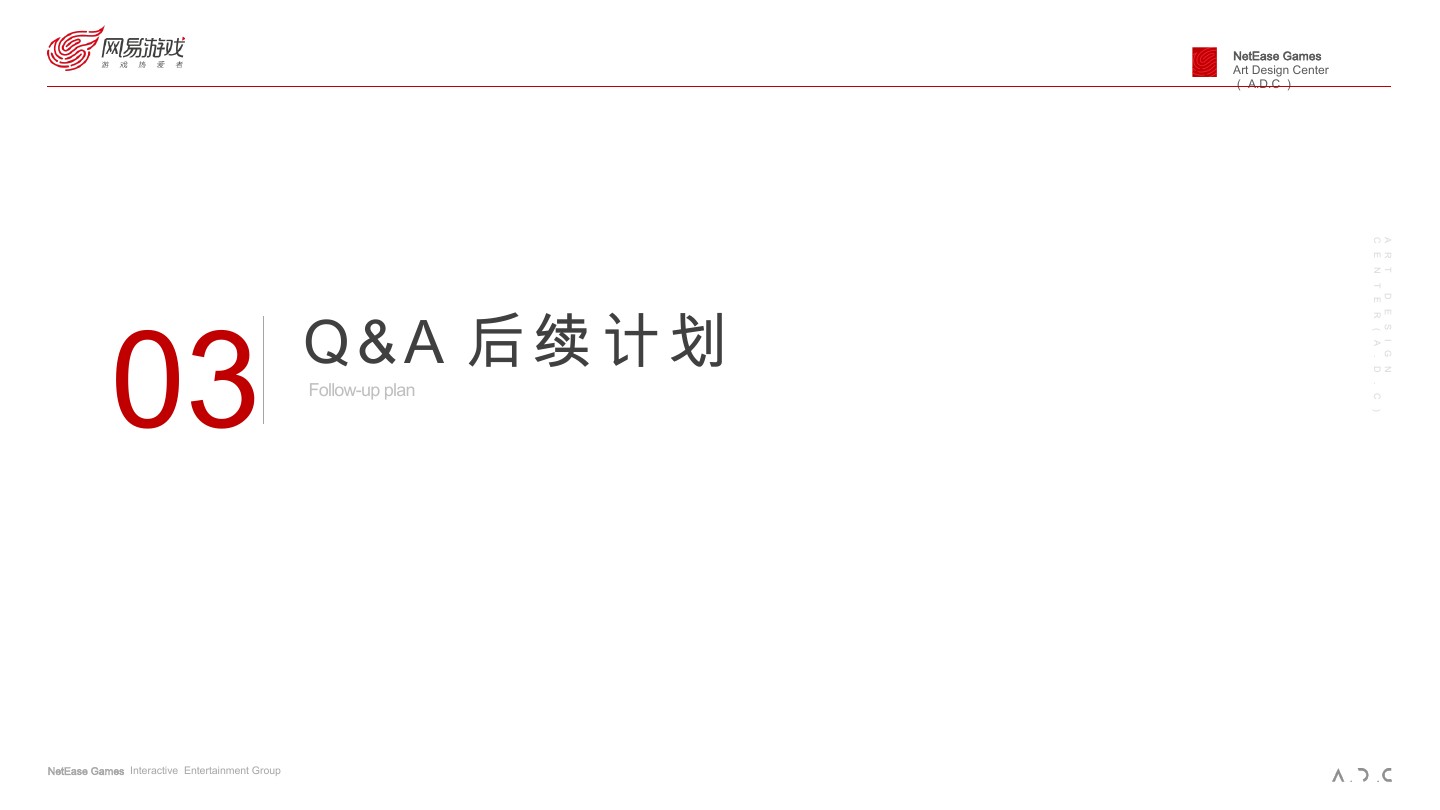 网易游戏
游戏热爱者
NetEase Games
Art Design Center
( A.D.C )
ART DESIGN
CENTER(A.D.C)
03
Q&A 后续计划
Follow-up plan
NetEase Games Interactive Entertainment Group
A.D.C